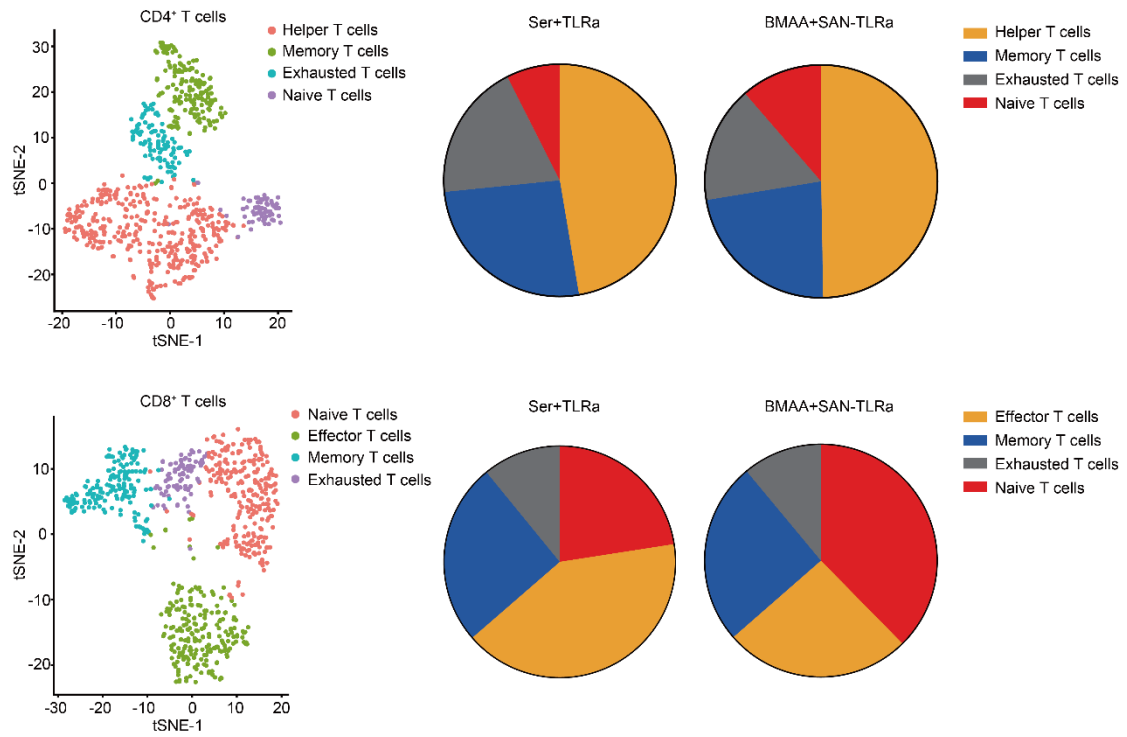 CD4⁺ T cells
Helper T cells
Memory T cells
Exhausted T cells
Naive T cells
30
20
10
0
-10
-20
tSNE-2
-20 -10 0 10 20
tSNE-1
Ser+TLRa
BMAA+SAN-TLRa
Helper T cells
Memory T cells
Exhausted T cells
Naive T cells
CD8⁺ T cells
Naive T cells
Effector T cells
Memory T cells
Exhausted T cells
10
0
-10
-20
tSNE-2
-30 -20 -10 0 10 20
tSNE-1
Ser+TLRa
BMAA+SAN-TLRa
Effector T cells
Memory T cells
Exhausted T cells
Naive T cells